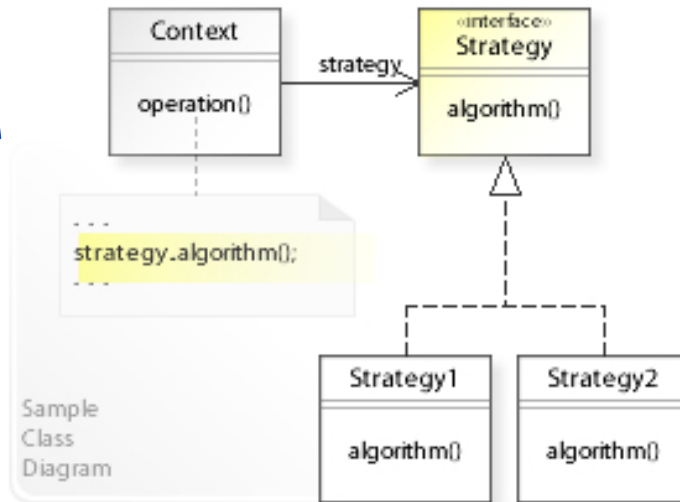 Context
«interface»
Strategy
strategy
operation()
algorithm()
- - -
strategy.algorithm();
- - -
Strategy1
Strategy2
algorithm()
algorithm()
Sample
Class
Diagram